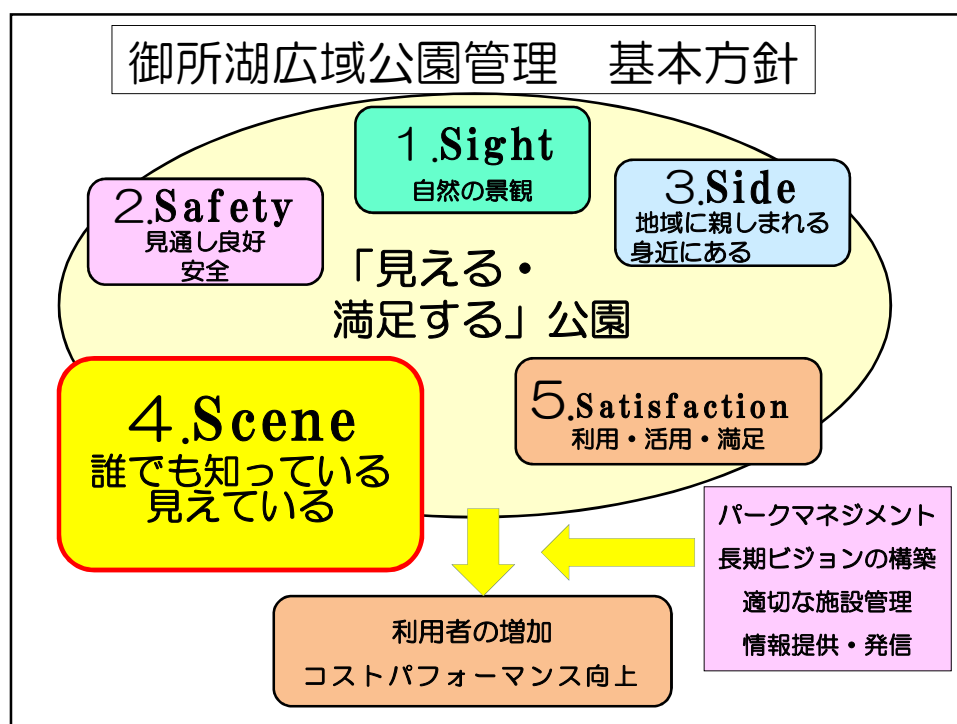 御所湖広域公園管理　基本方針
１.Sight
自然の景観
２.Safety
見通し良好
安全
３.Side
地域に親しまれる
身近にある
「見える・
満足する」公園
４.Scene
誰でも知っている
見えている
５.Satisfaction
利用・活用・満足
パークマネジメント
長期ビジョンの構築
適切な施設管理
情報提供・発信
利用者の増加
コストパフォーマンス向上